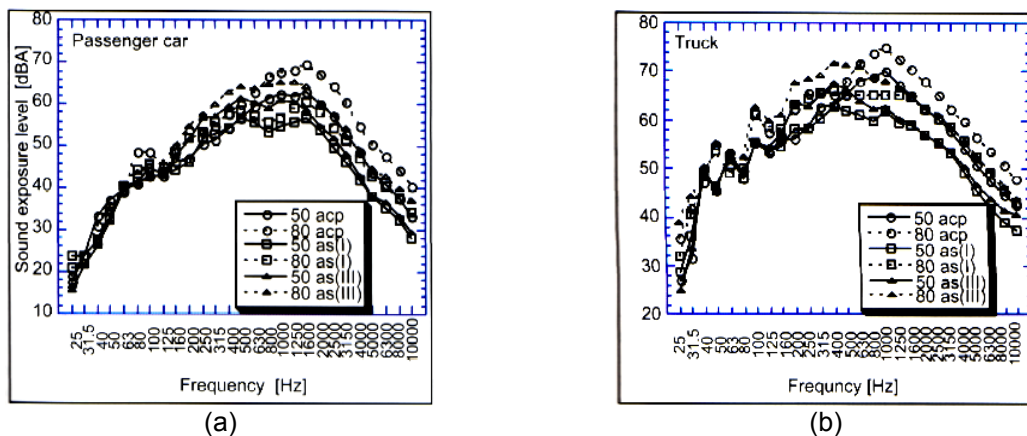 80
70
60
50
40
30
20
10
Sound exposure level [dBA]
Passenger car
50 acp
80 acp
50 as(I)
80 as(I)
50 as(III)
80 as(III)
25 31.5 40 50 63 80 100 125 160 200 250 315 400 500 630 800 1000 1250 1600 2000 2500 3150 4000 5000 6300 8000 10000
Frequency [Hz]
(a)
80
70
60
50
40
30
20
Truck
50 acp
80 acp
50 as(I)
80 as(I)
50 as(III)
80 as(III)
25 31.5 40 50 63 80 100 125 160 200 250 315 400 500 630 800 1000 1250 1600 2000 2500 3150 4000 5000 6300 8000 10000
Frequncy [Hz]
(b)